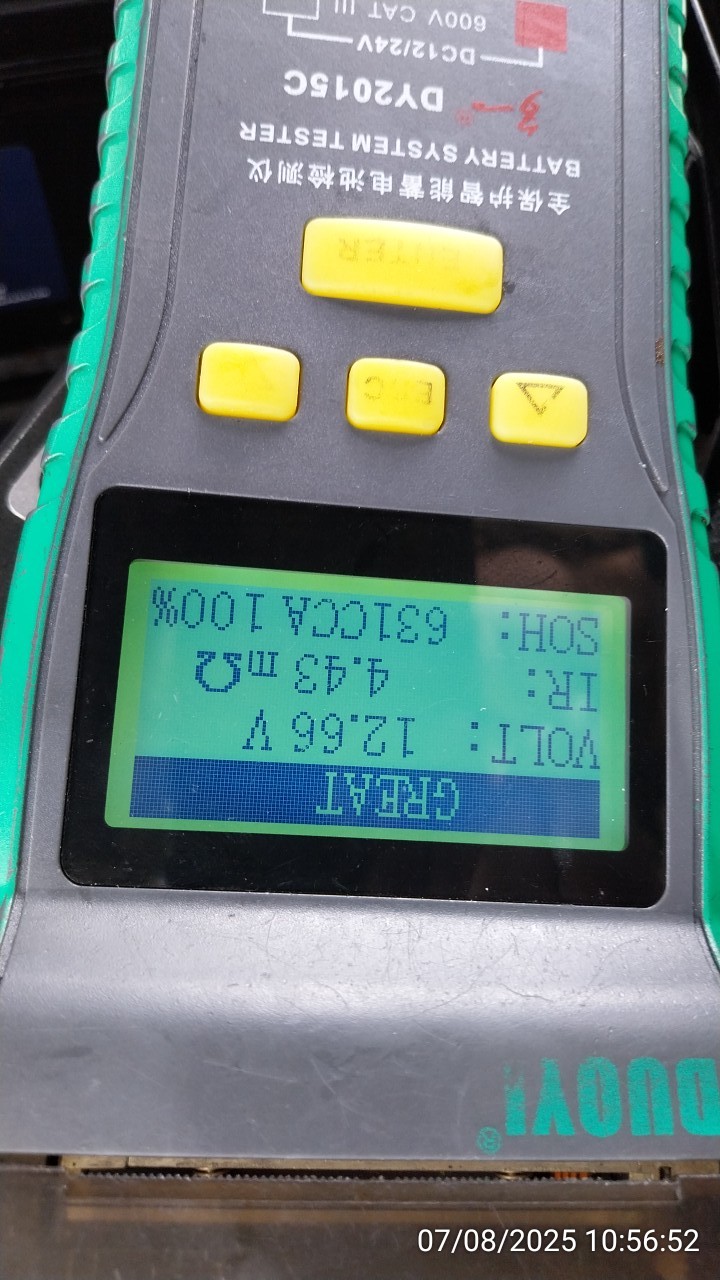 DUOYI®
GREAT
VOLT: 12.66 V
IR: 4.43 mΩ
SOH: 631CCA 100%
ESC
ENTER
全保护智能蓄电池检测仪
BATTERY SYSTEM TESTER
多一® DY2015C
DC12/24V
600V CAT III
07/08/2025 10:56:52